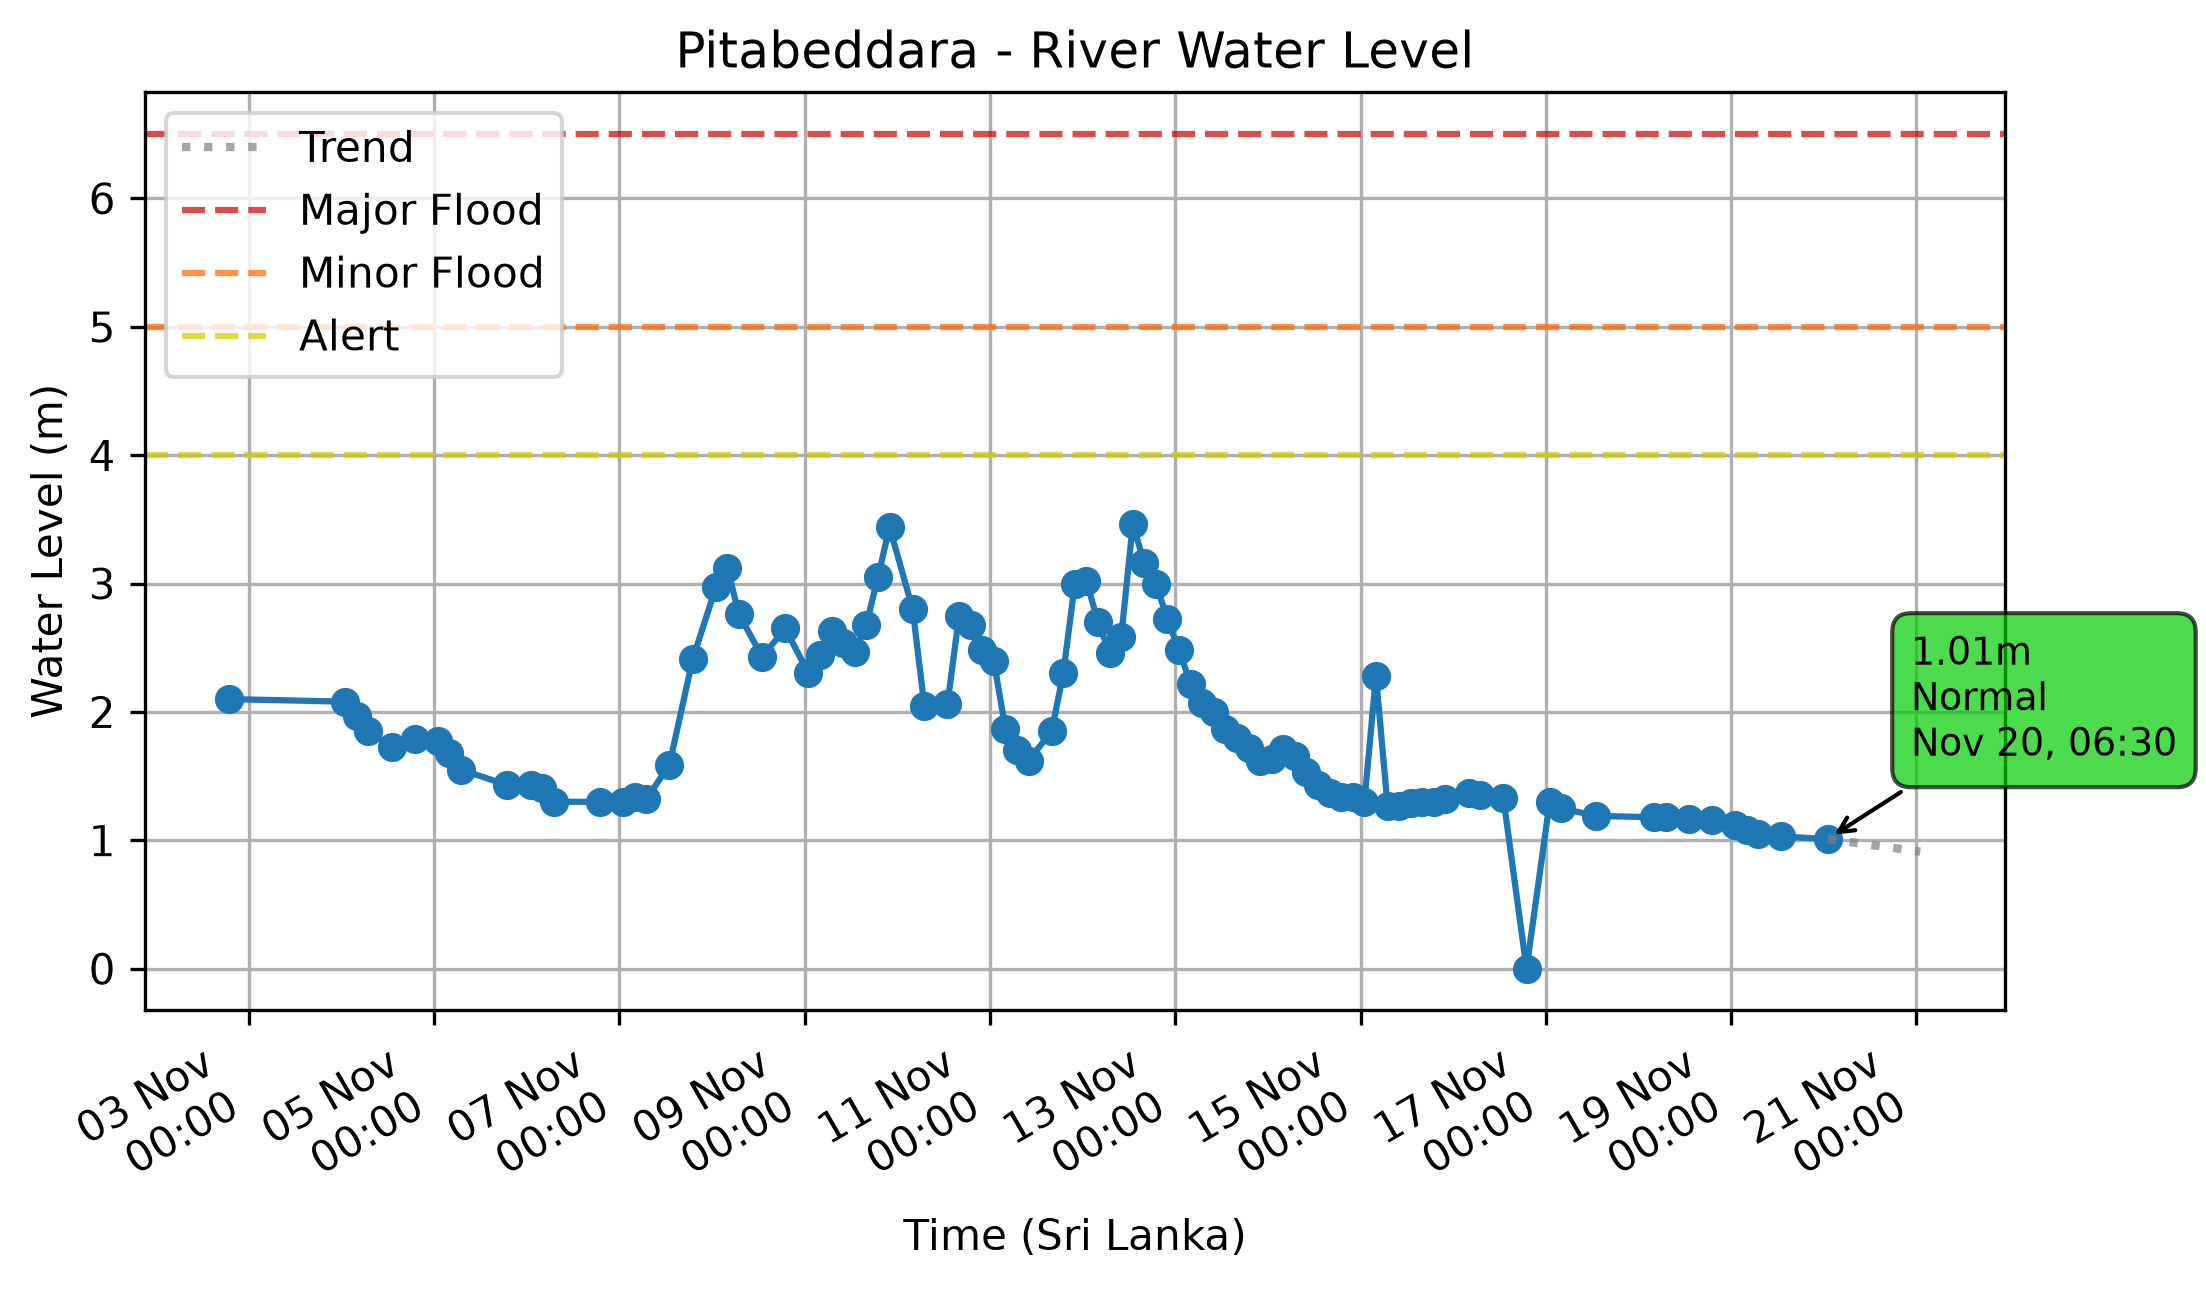 Pitabeddara - River Water Level
Trend
Major Flood
Minor Flood
Alert
Water Level (m)
6
5
4
3
2
1
0
1.01m
Normal
Nov 20, 06:30
03 Nov
00:00
05 Nov
00:00
07 Nov
00:00
09 Nov
00:00
11 Nov
00:00
13 Nov
00:00
15 Nov
00:00
17 Nov
00:00
19 Nov
00:00
21 Nov
00:00
Time (Sri Lanka)